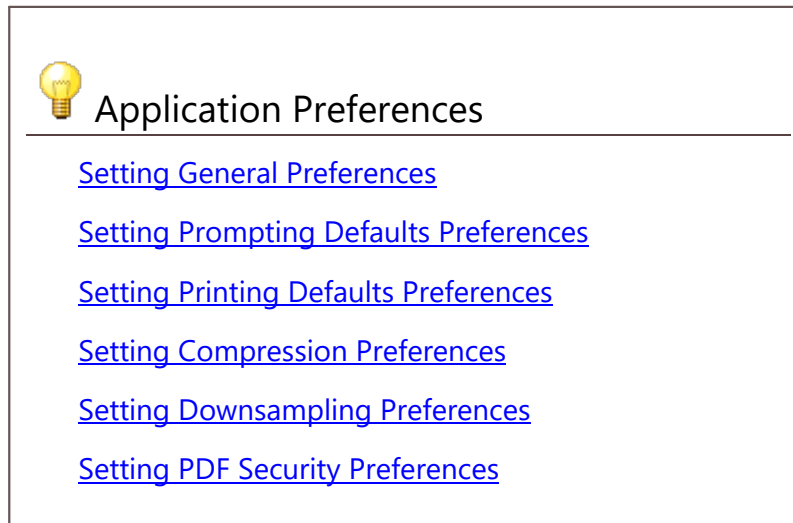 Application Preferences
Setting General Preferences
Setting Prompting Defaults Preferences
Setting Printing Defaults Preferences
Setting Compression Preferences
Setting Downsampling Preferences
Setting PDF Security Preferences